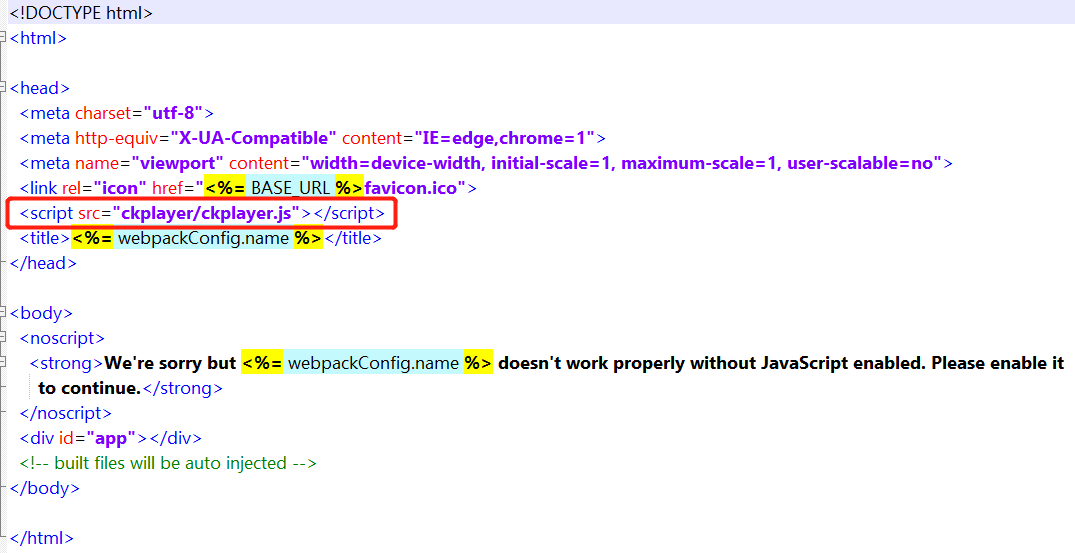 <!DOCTYPE html>
<html>
<head>
<meta charset="utf-8">
<meta http-equiv="X-UA-Compatible" content="IE=edge,chrome=1">
<meta name="viewport" content="width=device-width, initial-scale=1, maximum-scale=1, user-scalable=no">
<link rel="icon" href="<%= BASE_URL %>favicon.ico">
<script src="ckplayer/ckplayer.js"></script>
<title><%= webpackConfig.name %></title>
</head>
<body>
<noscript>
<strong>We're sorry but <%= webpackConfig.name %> doesn't work properly without JavaScript enabled. Please enable it
to continue.</strong>
</noscript>
<div id="app"></div>
<!-- built files will be auto injected -->
</body>
</html>